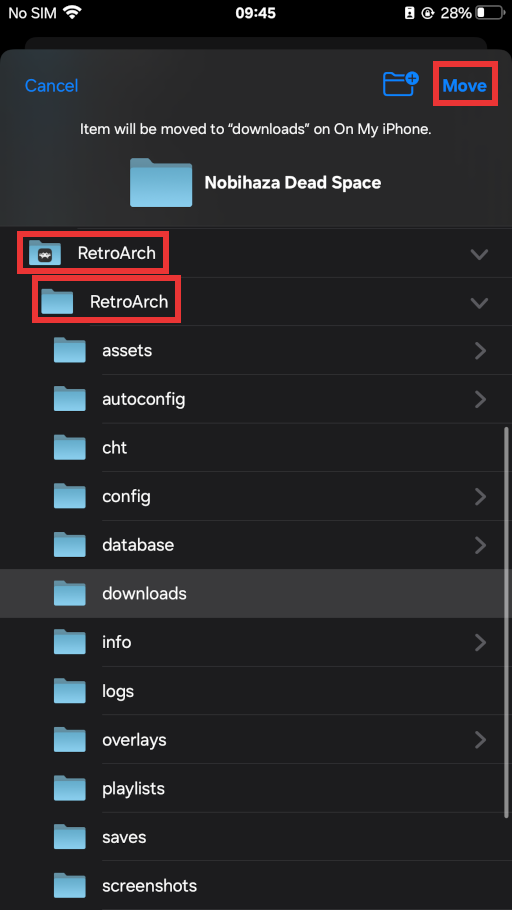 No SIM 09:45 28%
Cancel Move
Item will be moved to “downloads” on On My iPhone.
Nobihaza Dead Space
RetroArch
RetroArch
assets
autoconfig
cht
config
database
downloads
info
logs
overlays
playlists
saves
screenshots